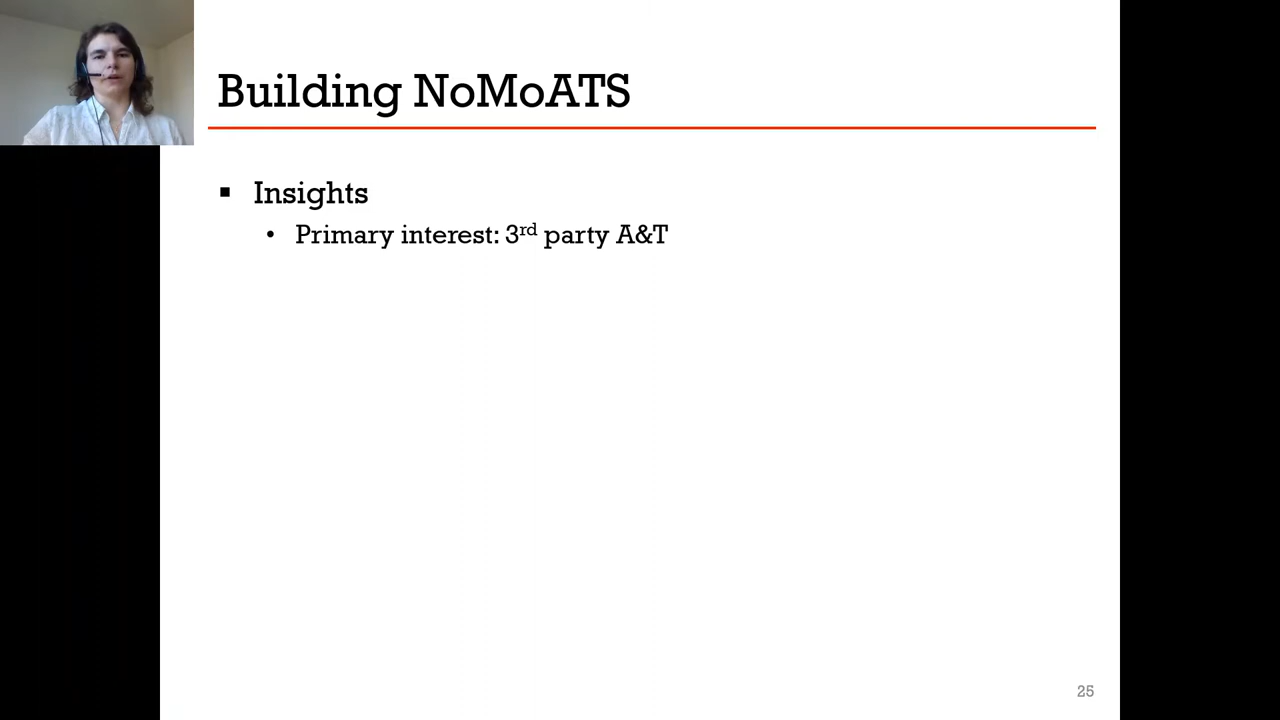 Building NoMoATS
▪ Insights
• Primary interest: 3rd party A&T
25